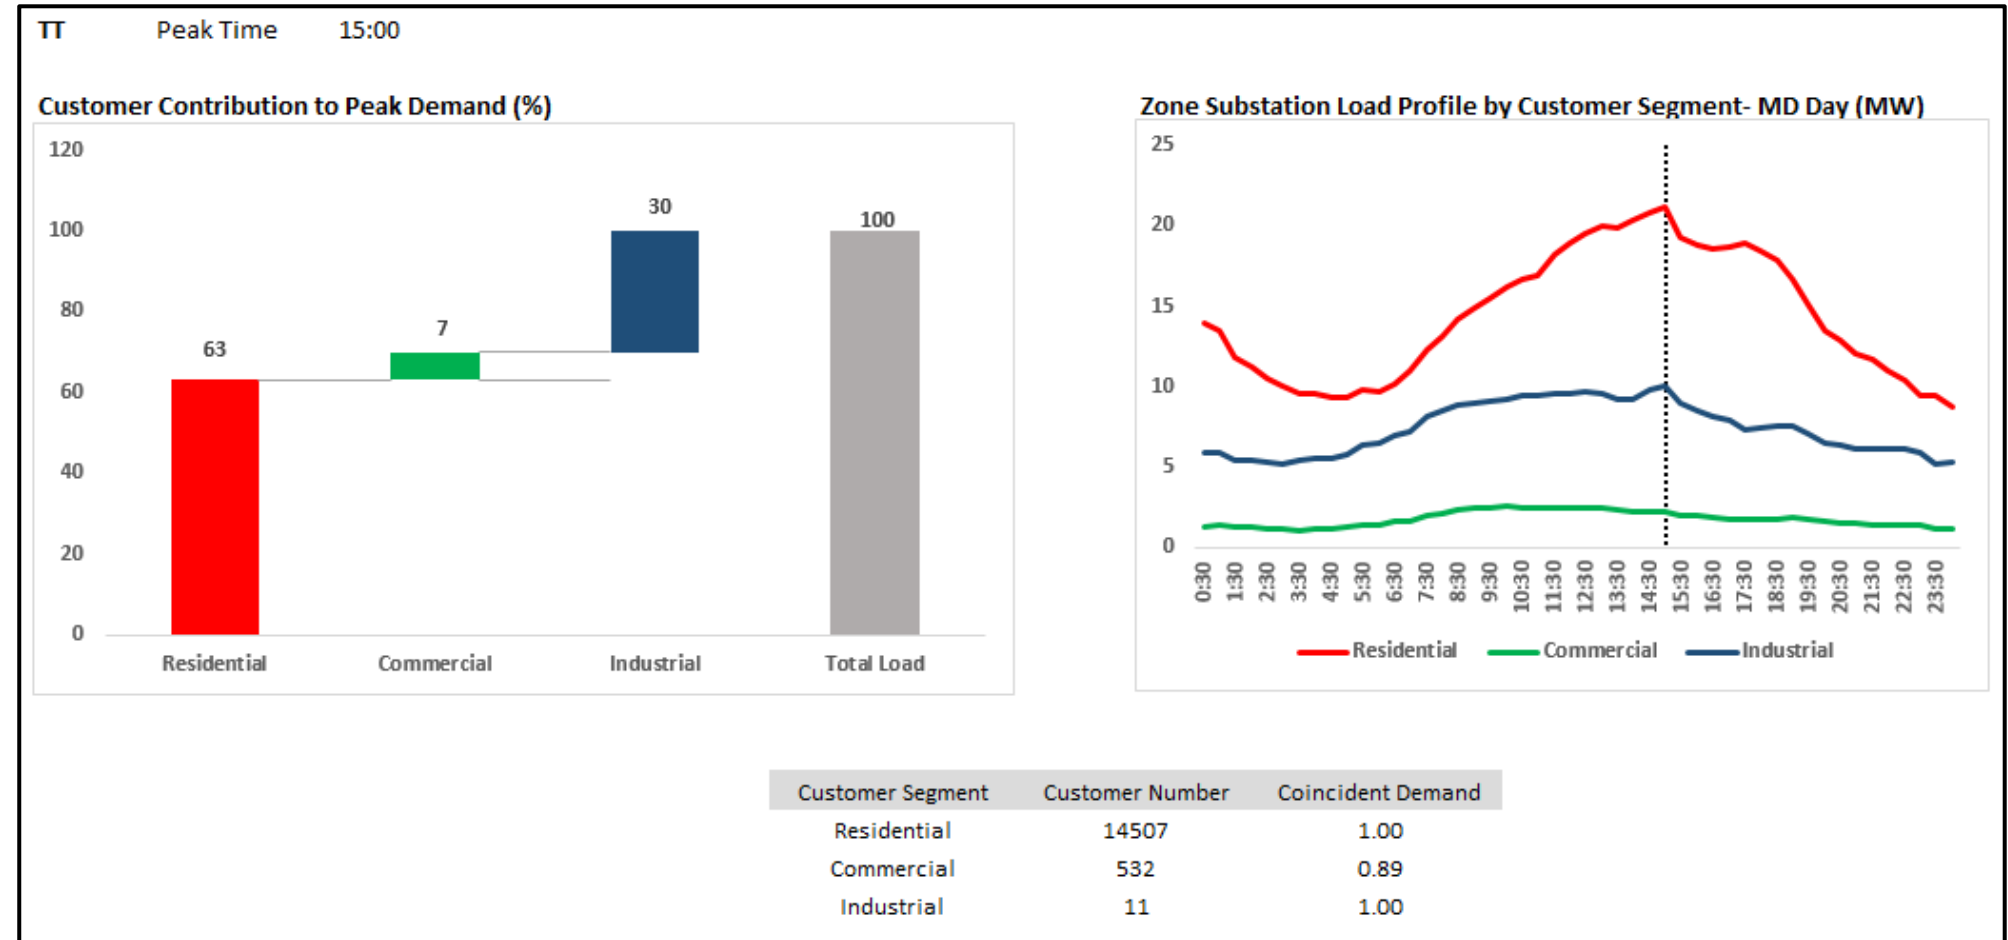 TT Peak Time 15:00
Customer Contribution to Peak Demand (%)
120
100
80
60
40
20
0
63
7
30
100
Residential Commercial Industrial Total Load
Zone Substation Load Profile by Customer Segment- MD Day (MW)
25
20
15
10
5
0
0:30 1:30 2:30 3:30 4:30 5:30 6:30 7:30 8:30 9:30 10:30 11:30 12:30 13:30 14:30 15:30 16:30 17:30 18:30 19:30 20:30 21:30 22:30 23:30
Residential Commercial Industrial
Customer Segment Customer Number Coincident Demand
Residential 14507 1.00
Commercial 532 0.89
Industrial 11 1.00